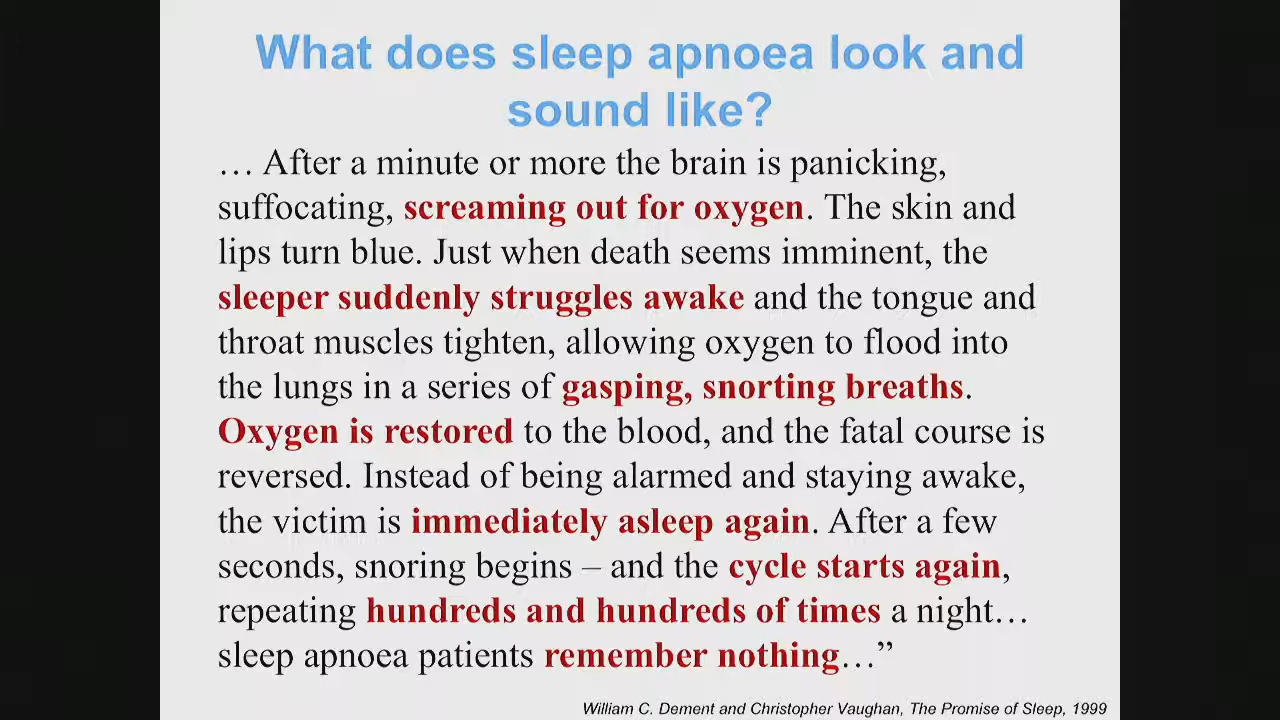 What does sleep apnoea look and
sound like?
… After a minute or more the brain is panicking,
suffocating, screaming out for oxygen. The skin and
lips turn blue. Just when death seems imminent, the
sleeper suddenly struggles awake and the tongue and
throat muscles tighten, allowing oxygen to flood into
the lungs in a series of gasping, snorting breaths.
Oxygen is restored to the blood, and the fatal course is
reversed. Instead of being alarmed and staying awake,
the victim is immediately asleep again. After a few
seconds, snoring begins – and the cycle starts again,
repeating hundreds and hundreds of times a night…
sleep apnoea patients remember nothing…”
William C. Dement and Christopher Vaughan, The Promise of Sleep, 1999